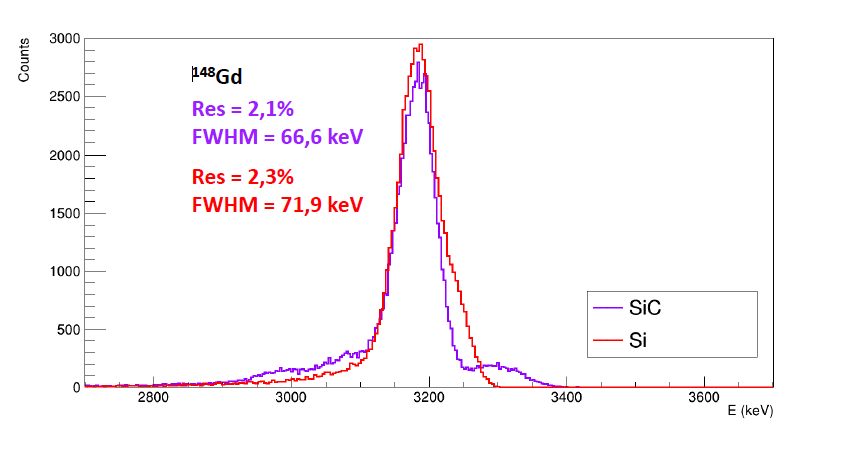 Counts
3000
2500
2000
1500
1000
500
0
¹⁴⁸Gd
Res = 2,1%
FWHM = 66,6 keV
Res = 2,3%
FWHM = 71,9 keV
SiC
Si
2800 3000 3200 3400 3600
E (keV)